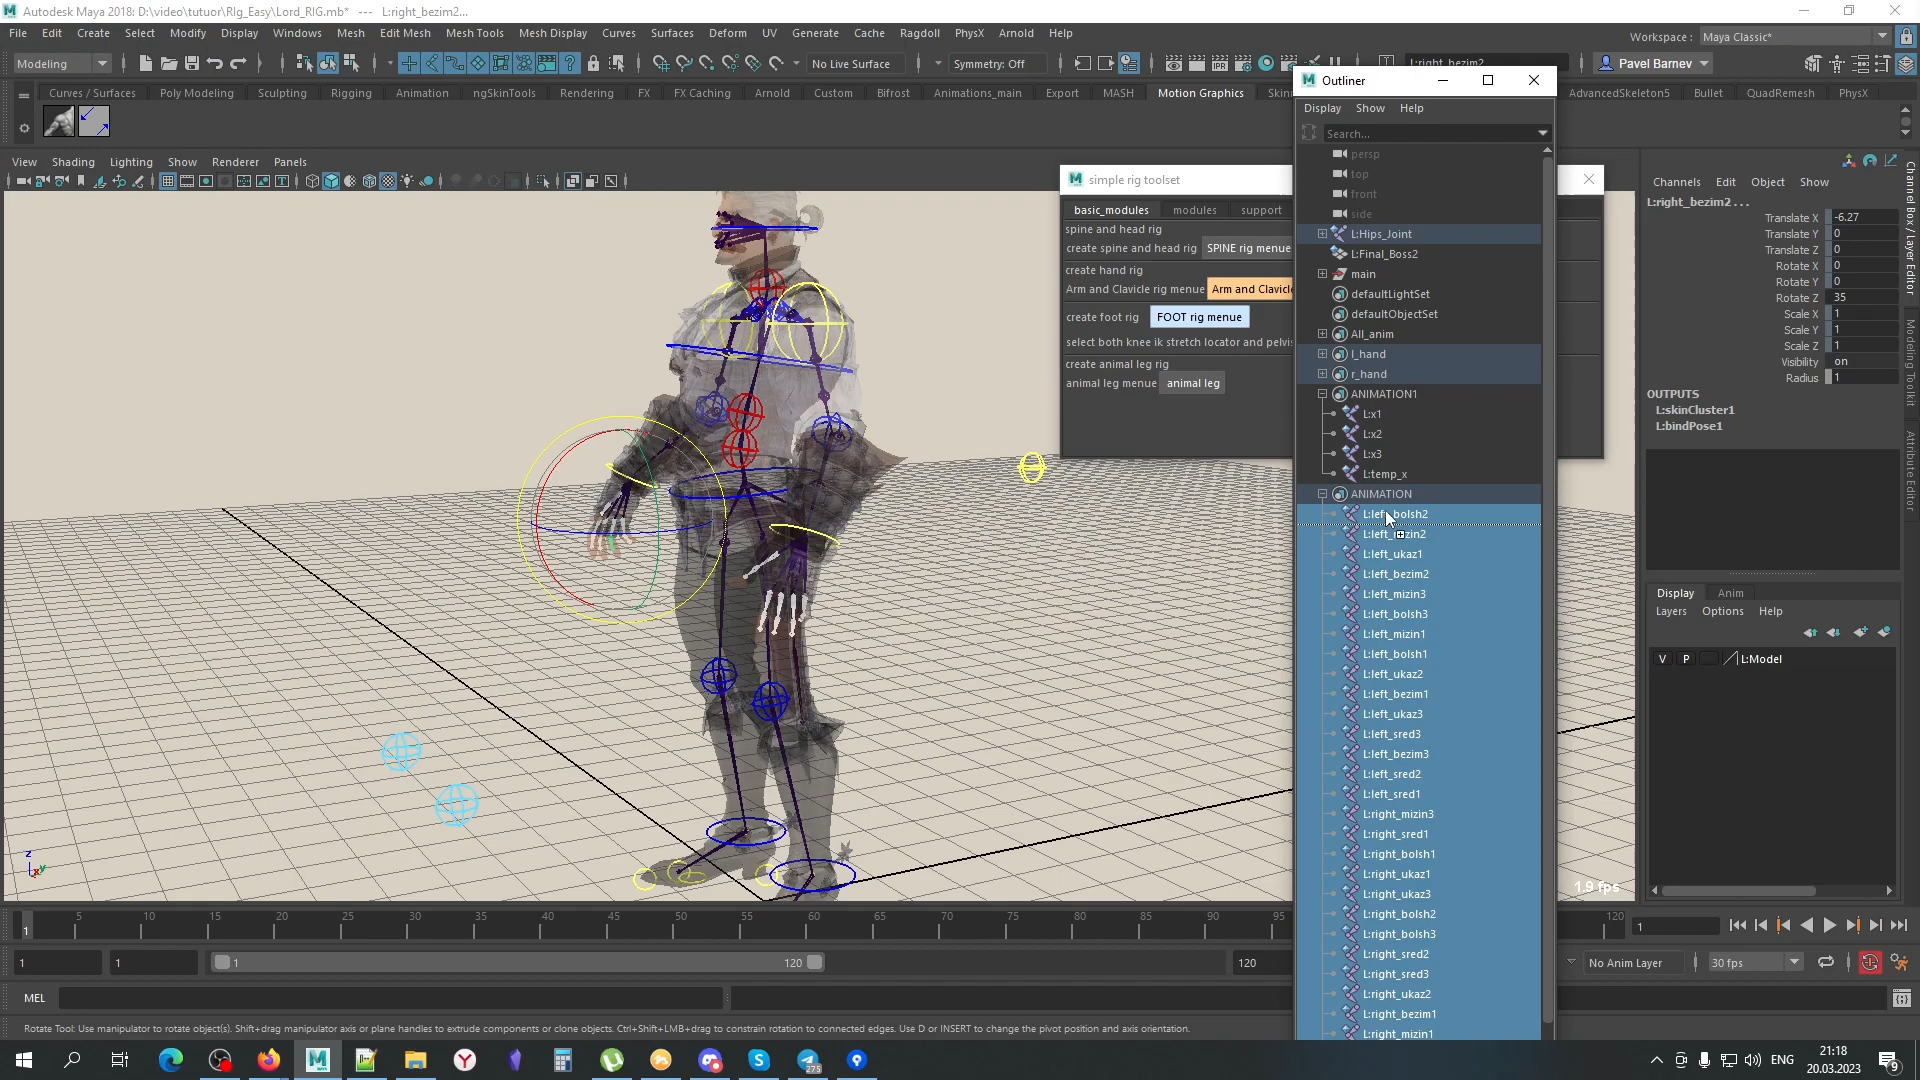 Autodesk Maya 2018: D:\video\tutuor\RIg_Easy\Lord_RIG.mb* --- L:right_bezim2...
File Edit Create Select Modify Display Windows Mesh Edit Mesh Mesh Tools Mesh Display Curves Surfaces Deform UV Generate Cache Ragdoll PhysX Arnold Help
Workspace : Maya Classic*
Modeling
No Live Surface
Symmetry: Off
Pavel Barnev
Curves / Surfaces Poly Modeling Sculpting Rigging Animation ngSkinTools Rendering FX FX Caching Arnold Custom Bifrost Animations_main Export MASH Motion Graphics
AdvancedSkeleton5 Bullet QuadRemesh PhysX
View Shading Lighting Show Renderer Panels
simple rig toolset
basic_modules modules support
spine and head rig
create spine and head rig SPINE rig menue
create hand rig
Arm and Clavicle rig menue Arm and Clavicle
create foot rig FOOT rig menue
select both knee ik stretch locator and pelvis
create animal leg rig
animal leg menue animal leg
Outliner
Display Show Help
Search...
persp
top
front
side
L:Hips_Joint
L:Final_Boss2
main
defaultLightSet
defaultObjectSet
All_anim
l_hand
r_hand
ANIMATION1
L:x1
L:x2
L:x3
L:temp_x
ANIMATION
L:left_bolsh2
L:left_mizin2
L:left_ukaz1
L:left_bezim2
L:left_mizin3
L:left_bolsh3
L:left_mizin1
L:left_bolsh1
L:left_ukaz2
L:left_bezim1
L:left_ukaz3
L:left_sred3
L:left_bezim3
L:left_sred2
L:left_sred1
L:right_mizin3
L:right_sred1
L:right_bolsh1
L:right_ukaz1
L:right_ukaz3
L:right_bolsh2
L:right_bolsh3
L:right_sred2
L:right_sred3
L:right_ukaz2
L:right_bezim1
L:right_mizin1
Channels Edit Object Show
L:right_bezim2 . . .
Translate X -6.27
Translate Y 0
Translate Z 0
Rotate X 0
Rotate Y 0
Rotate Z 35
Scale X 1
Scale Y 1
Scale Z 1
Visibility on
Radius 1
OUTPUTS
L:skinCluster1
L:bindPose1
Channel Box / Layer Editor
Modeling Toolkit
Attribute Editor
Display Anim
Layers Options Help
V P L:Model
1.9 fps
5 10 15 20 25 30 35 40 45 50 55 60 65 70 75 80 85 90 95 120
1
1
1 1 1 120 120
No Anim Layer
30 fps
MEL
Rotate Tool: Use manipulator to rotate object(s). Shift+drag manipulator axis or plane handles to extrude components or clone objects. Ctrl+Shift+LMB+drag to constrain rotation to connected edges. Use D or INSERT to change the pivot position and axis orientation.
275
ENG
21:18
20.03.2023
9